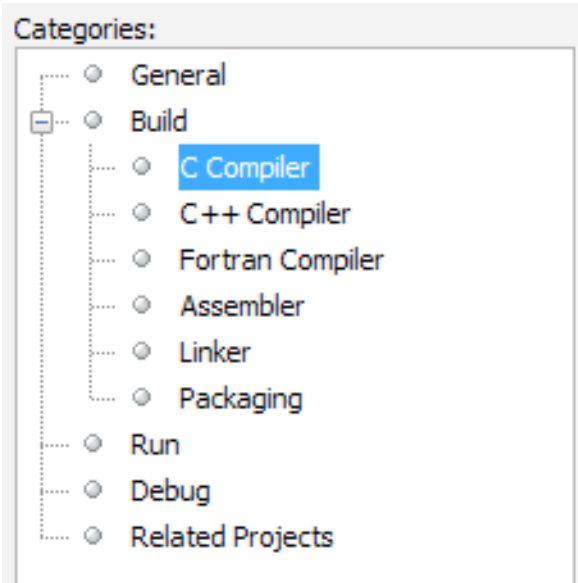 Categories:
General
Build
C Compiler
C++ Compiler
Fortran Compiler
Assembler
Linker
Packaging
Run
Debug
Related Projects